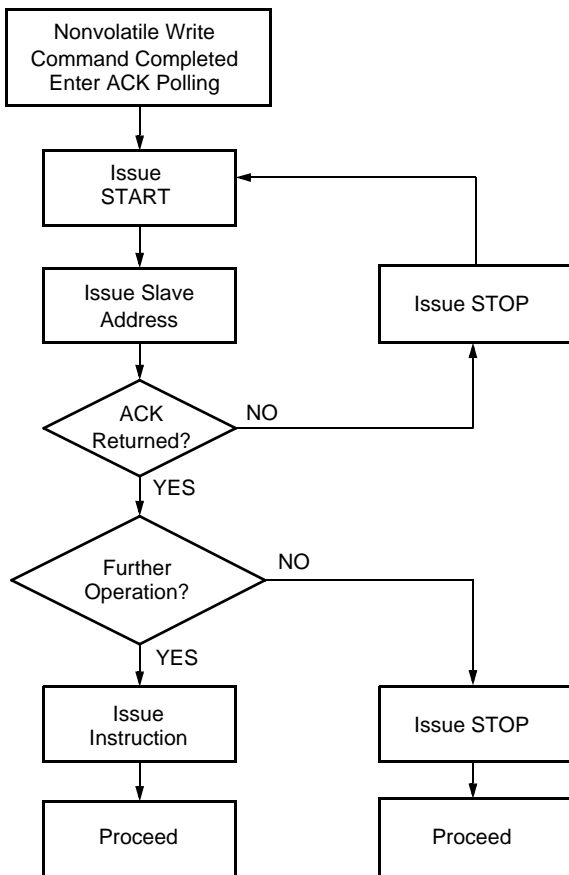 Nonvolatile Write
Command Completed
Enter ACK Polling
Issue
START
Issue Slave
Address
Issue STOP
ACK
Returned?
NO
YES
Further
Operation?
NO
YES
Issue
Instruction
Issue STOP
Proceed
Proceed